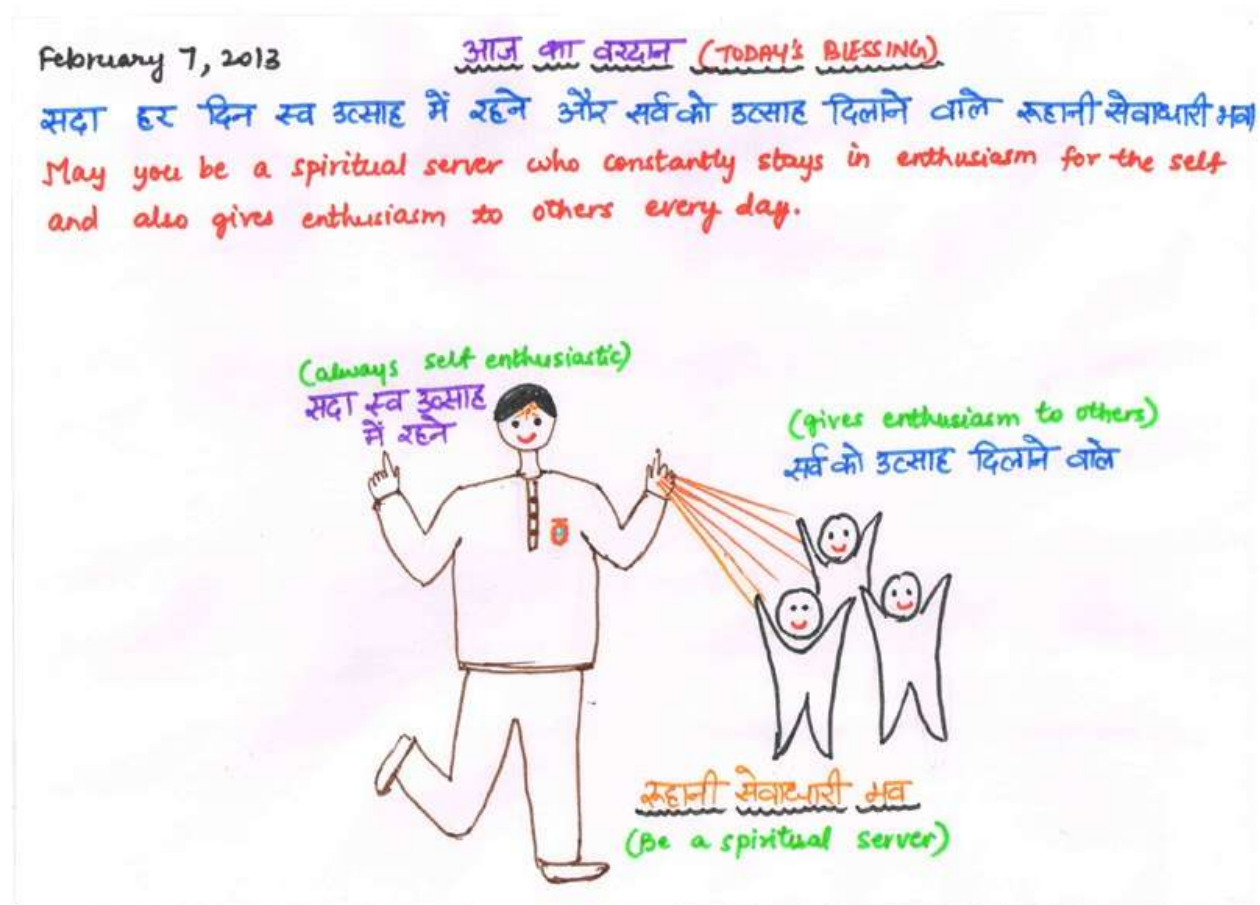 February 7, 2013
आज का वरदान (TODAY'S BLESSING)
सदा हर दिन स्व उत्साह में रहने और सर्व को उत्साह दिलाने वाले रूहानी सेवाधारी भव
May you be a spiritual server who constantly stays in enthusiasm for the self
and also gives enthusiasm to others every day.
(always self enthusiastic)
सदा स्व उत्साह
में रहने
(gives enthusiasm to others)
सर्व को उत्साह दिलाने वाले
रूहानी सेवाधारी भव
(Be a spiritual server)